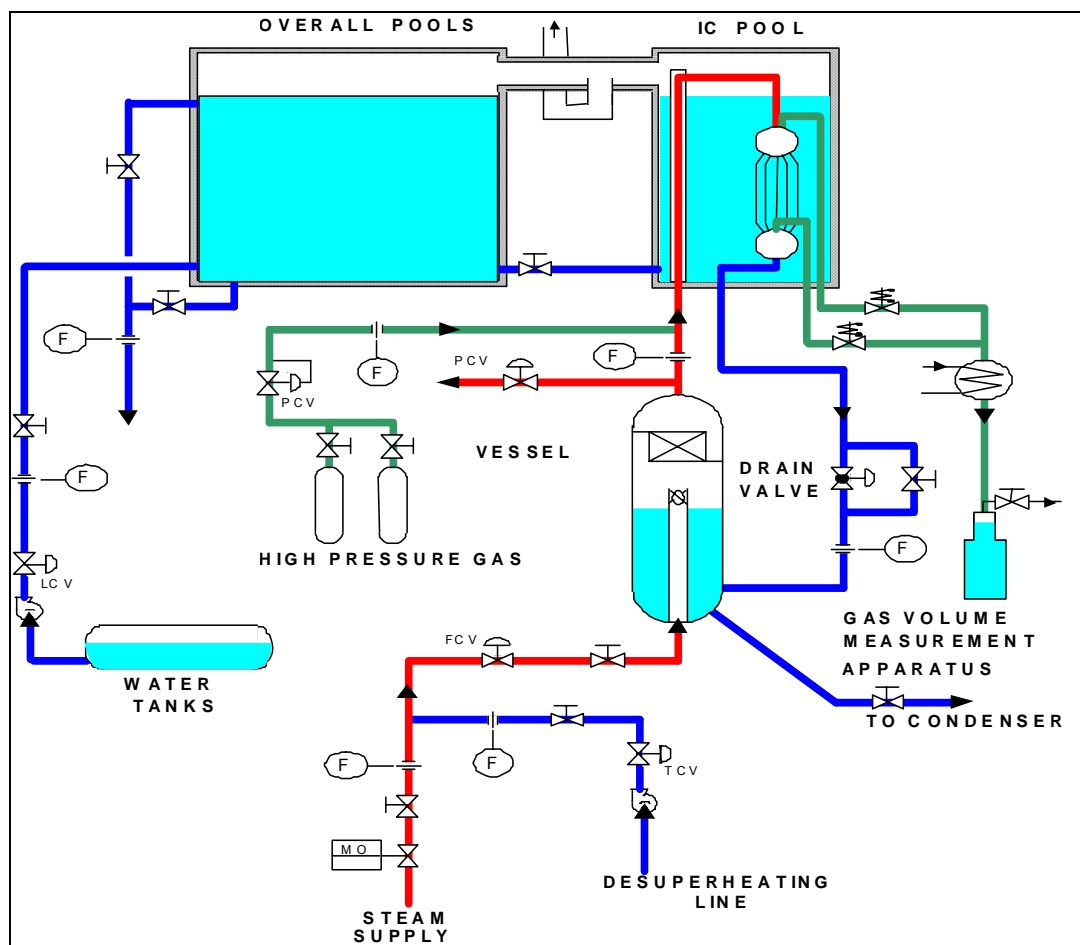 OVERALL POOLS
IC POOL
F
F
F
PCV
PCV
VESSEL
DRAIN
VALVE
F
F
HIGH PRESSURE GAS
LCV
GAS VOLUME
MEASUREMENT
APPARATUS
FCV
WATER
TANKS
TO CONDENSER
F
F
TCV
MO
DESUPERHEATING
LINE
STEAM
SUPPLY